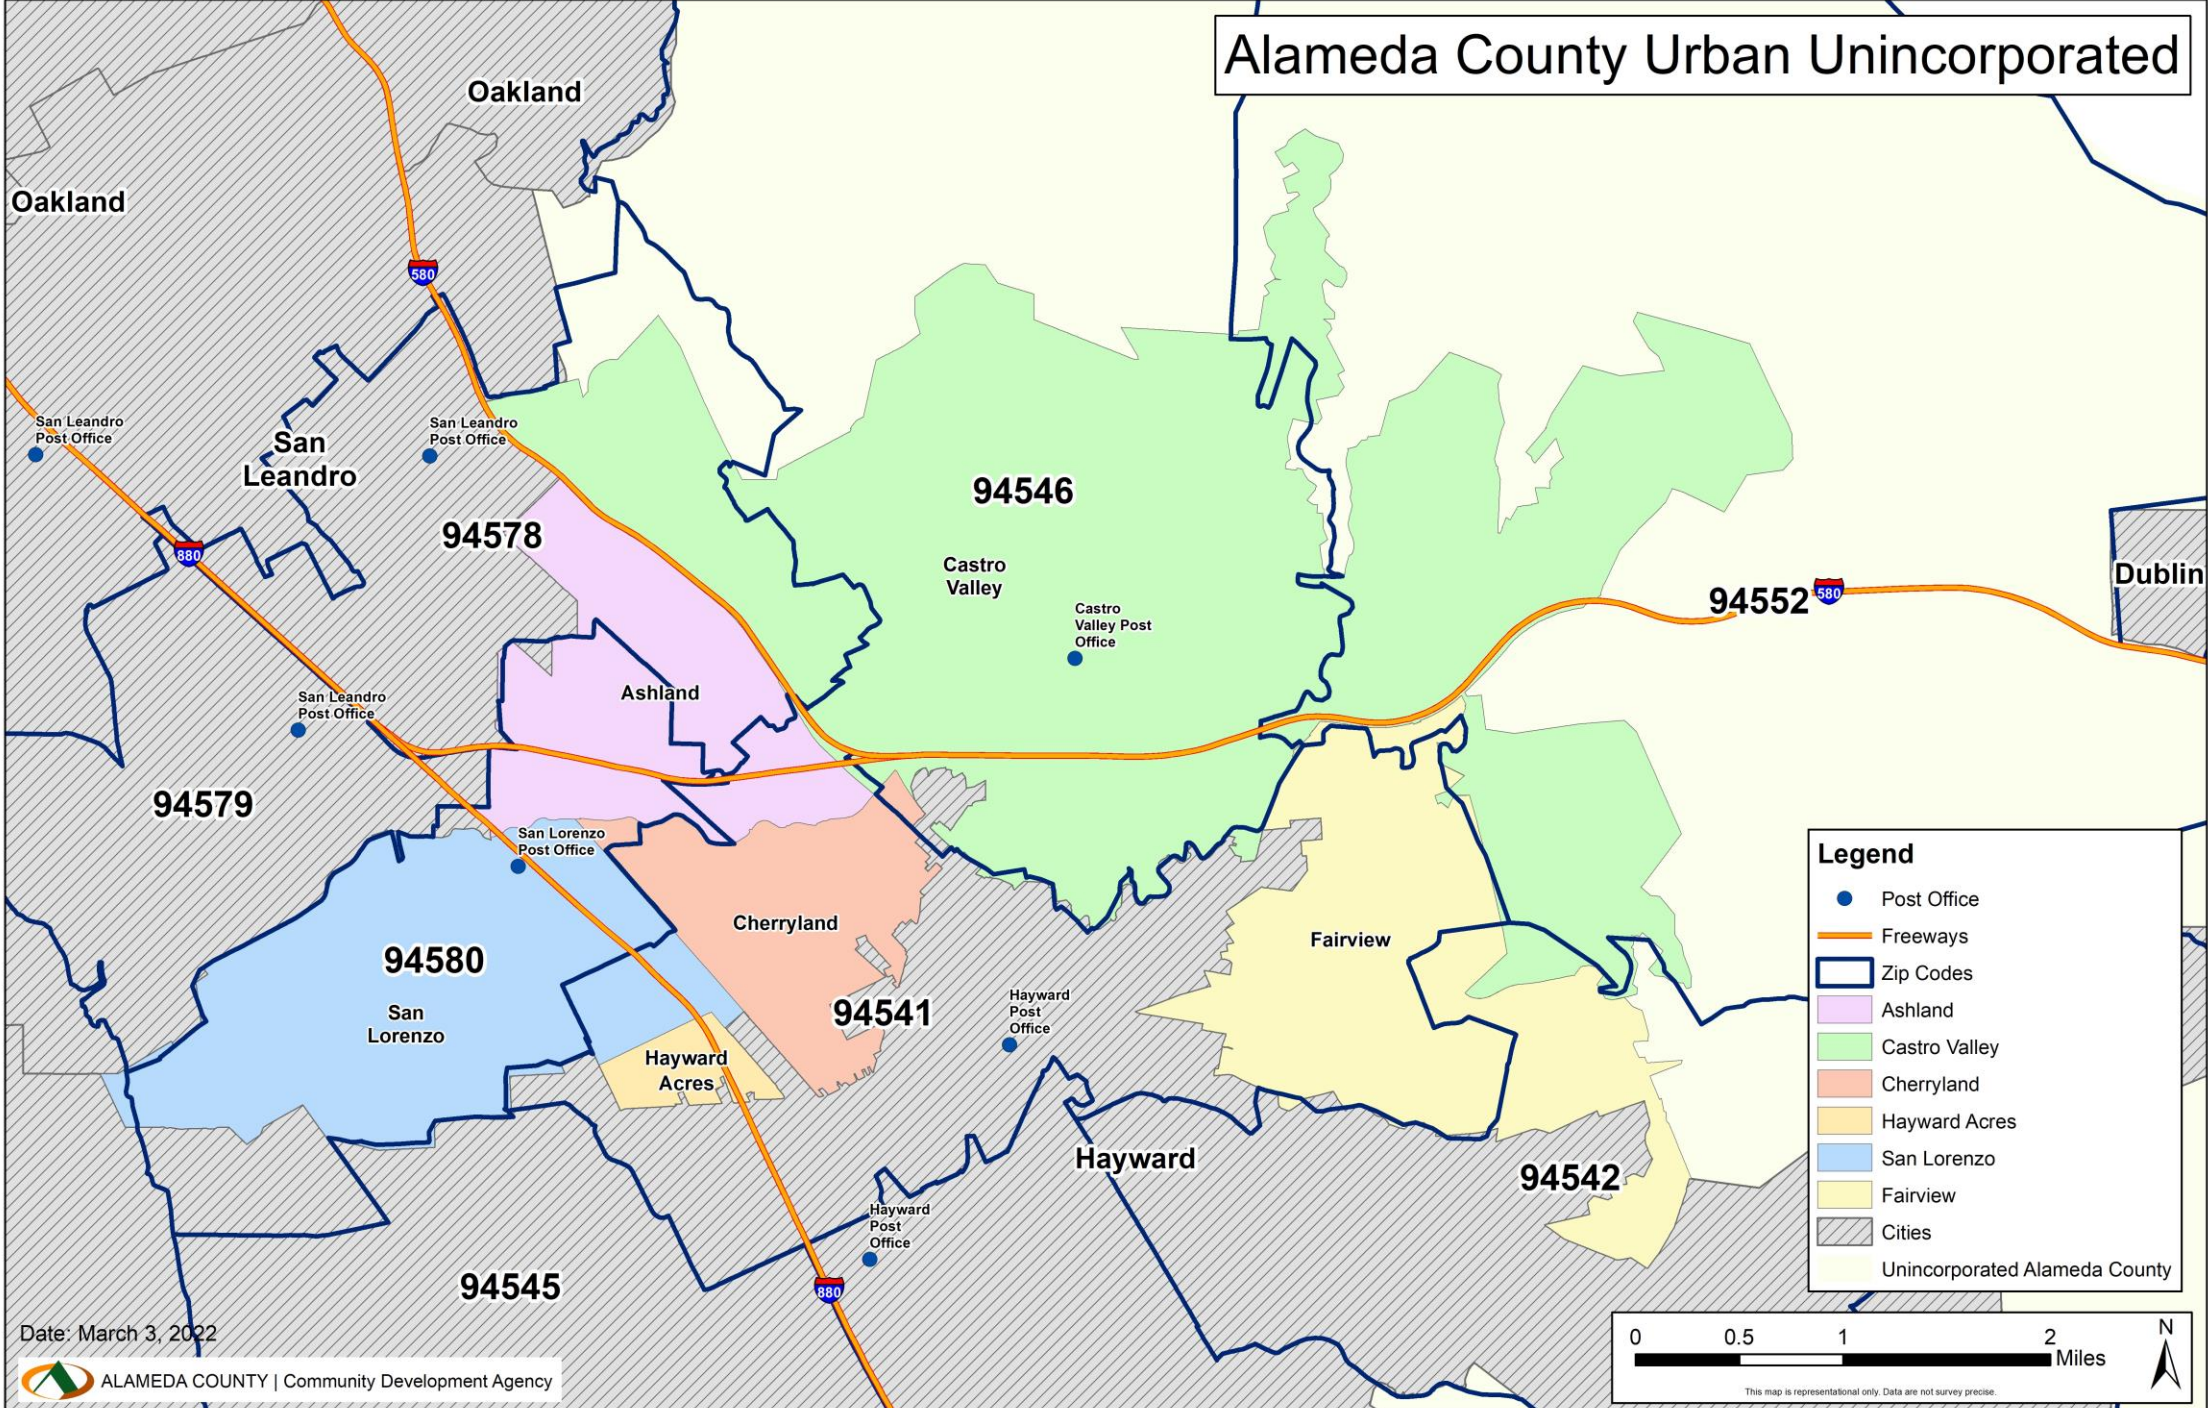 Alameda County Urban Unincorporated
Oakland
Oakland
580
San Leandro
Post Office
San Leandro
Post Office
San
Leandro
94546
94578
880
Castro
Valley
Dublin
580
94552
Castro
Valley Post
Office
Ashland
San Leandro
Post Office
94579
San Lorenzo
Post Office
Cherryland
Fairview
94580
San
Lorenzo
94541
Hayward
Post
Office
Hayward
Acres
Hayward
94542
Hayward
Post
Office
94545
880
Legend
Post Office
Freeways
Zip Codes
Ashland
Castro Valley
Cherryland
Hayward Acres
San Lorenzo
Fairview
Cities
Unincorporated Alameda County
Date: March 3, 2022
ALAMEDA COUNTY | Community Development Agency
0 0.5 1 2
Miles
N
This map is representational only. Data are not survey precise.